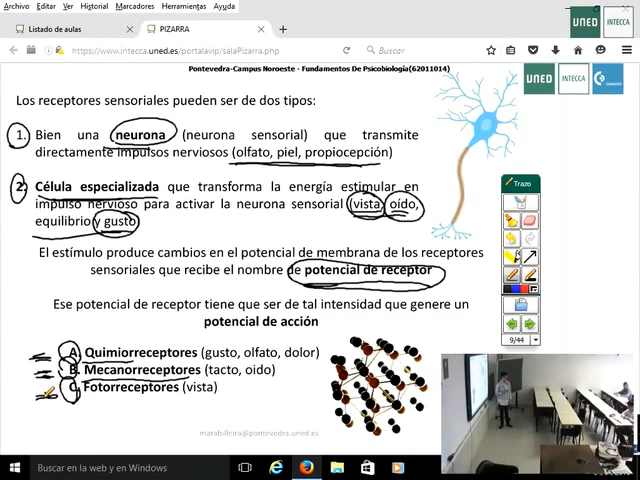 Archivo Editar Ver Historial Marcadores Herramientas Ayuda
Listado de aulas
PIZARRA
https://www.intecca.uned.es/portalavip/salaPizarra.php
Buscar
UNED
INTECCA
Pontevedra-Campus Noroeste - Fundamentos De Psicobiología(62011014)
UNED
INTECCA
Los receptores sensoriales pueden ser de dos tipos:
1. Bien una neurona (neurona sensorial) que transmite
directamente impulsos nerviosos (olfato, piel, propiocepción)
2. Célula especializada que transforma la energía estimular en
impulso nervioso para activar la neurona sensorial (vista, oído,
equilibrio y gusto
El estímulo produce cambios en el potencial de membrana de los receptores
sensoriales que recibe el nombre de potencial de receptor
Ese potencial de receptor tiene que ser de tal intensidad que genere un
potencial de acción
A. Quimiorreceptores (gusto, olfato, dolor)
B. Mecanorreceptores (tacto, oido)
C. Fotorreceptores (vista)
Trazo
9/44
marabillinra@pontevedra.uned.es
Buscar en la web y en Windows